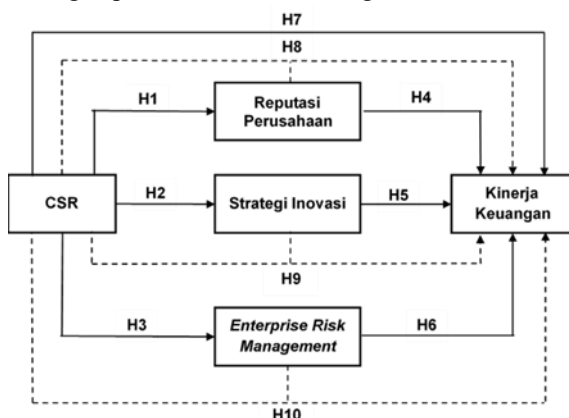 H7
H8
H1
Reputasi
Perusahaan
H4
CSR
H2
Strategi Inovasi
H5
Kinerja
Keuangan
H9
H3
Enterprise Risk
Management
H6
H10